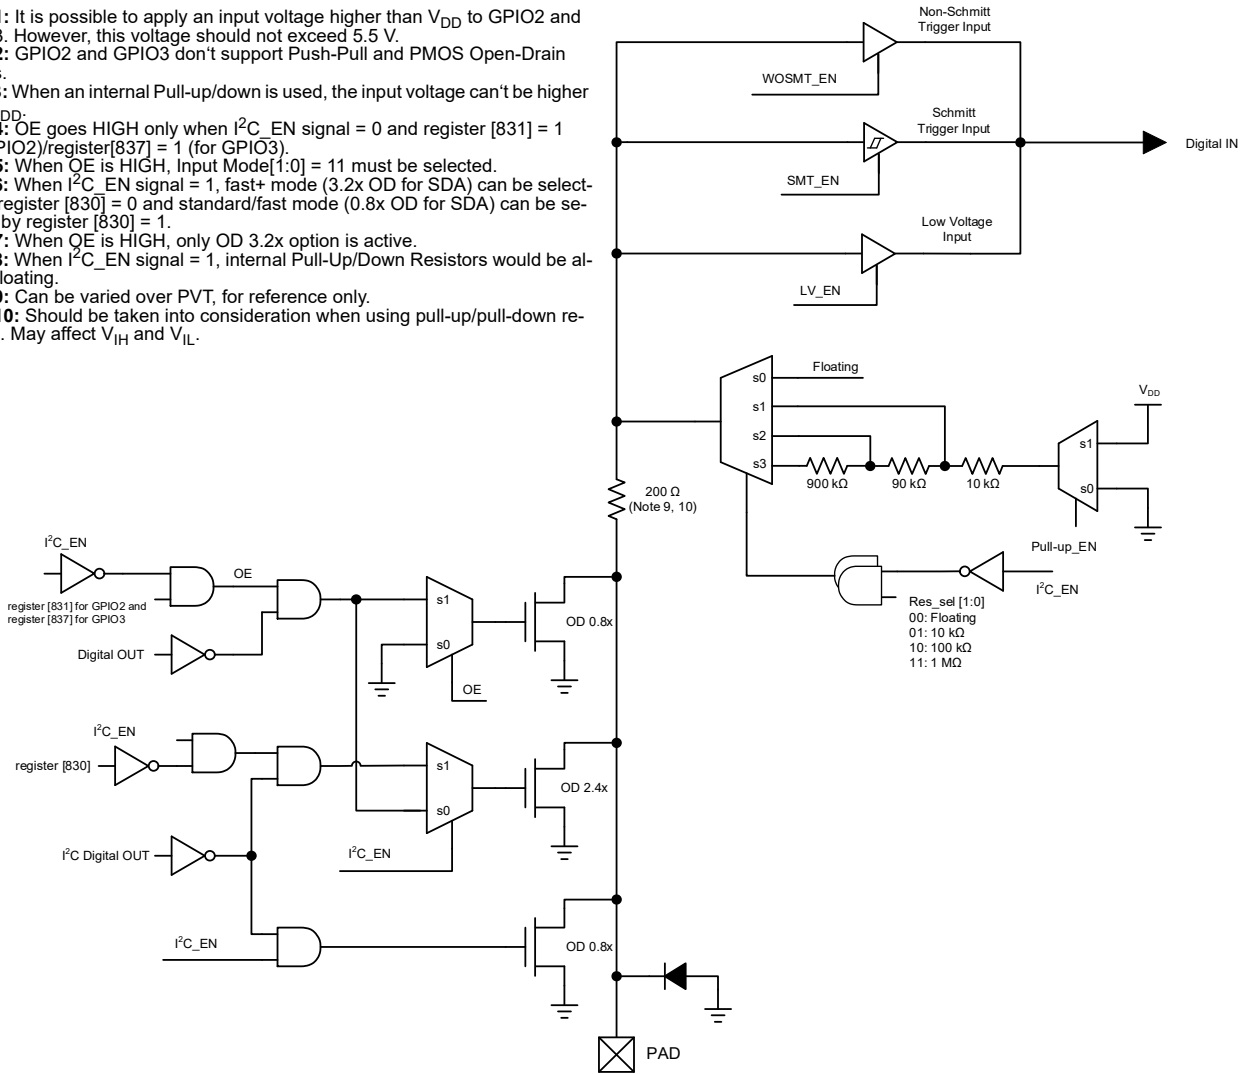 1: It is possible to apply an input voltage higher than VDD to GPIO2 and
3. However, this voltage should not exceed 5.5 V.
2: GPIO2 and GPIO3 don't support Push-Pull and PMOS Open-Drain
s.
: When an internal Pull-up/down is used, the input voltage can't be higher
DD.
4: OE goes HIGH only when I²C_EN signal = 0 and register [831] = 1
PIO2)/register[837] = 1 (for GPIO3).
5: When OE is HIGH, Input Mode[1:0] = 11 must be selected.
6: When I²C_EN signal = 1, fast+ mode (3.2x OD for SDA) can be select-
register [830] = 0 and standard/fast mode (0.8x OD for SDA) can be se-
by register [830] = 1.
7: When OE is HIGH, only OD 3.2x option is active.
: When I²C_EN signal = 1, internal Pull-Up/Down Resistors would be al-
loating.
9: Can be varied over PVT, for reference only.
10: Should be taken into consideration when using pull-up/pull-down re-
. May affect VIH and VIL.
Non-Schmitt
Trigger Input
WOSMT_EN
Schmitt
Trigger Input
Digital IN
SMT_EN
Low Voltage
Input
LV_EN
Floating
s0
s1
s2
s3
900 kΩ
90 kΩ
10 kΩ
VDD
s1
s0
Pull-up_EN
200 Ω
(Note 9, 10)
I²C_EN
Res_sel [1:0]
00: Floating
01: 10 kΩ
10: 100 kΩ
11: 1 MΩ
I²C_EN
OE
register [831] for GPIO2 and
register [837] for GPIO3
Digital OUT
s1
s0
OE
OD 0.8x
I²C_EN
register [830]
s1
s0
OD 2.4x
I²C Digital OUT
I²C_EN
I²C_EN
OD 0.8x
PAD